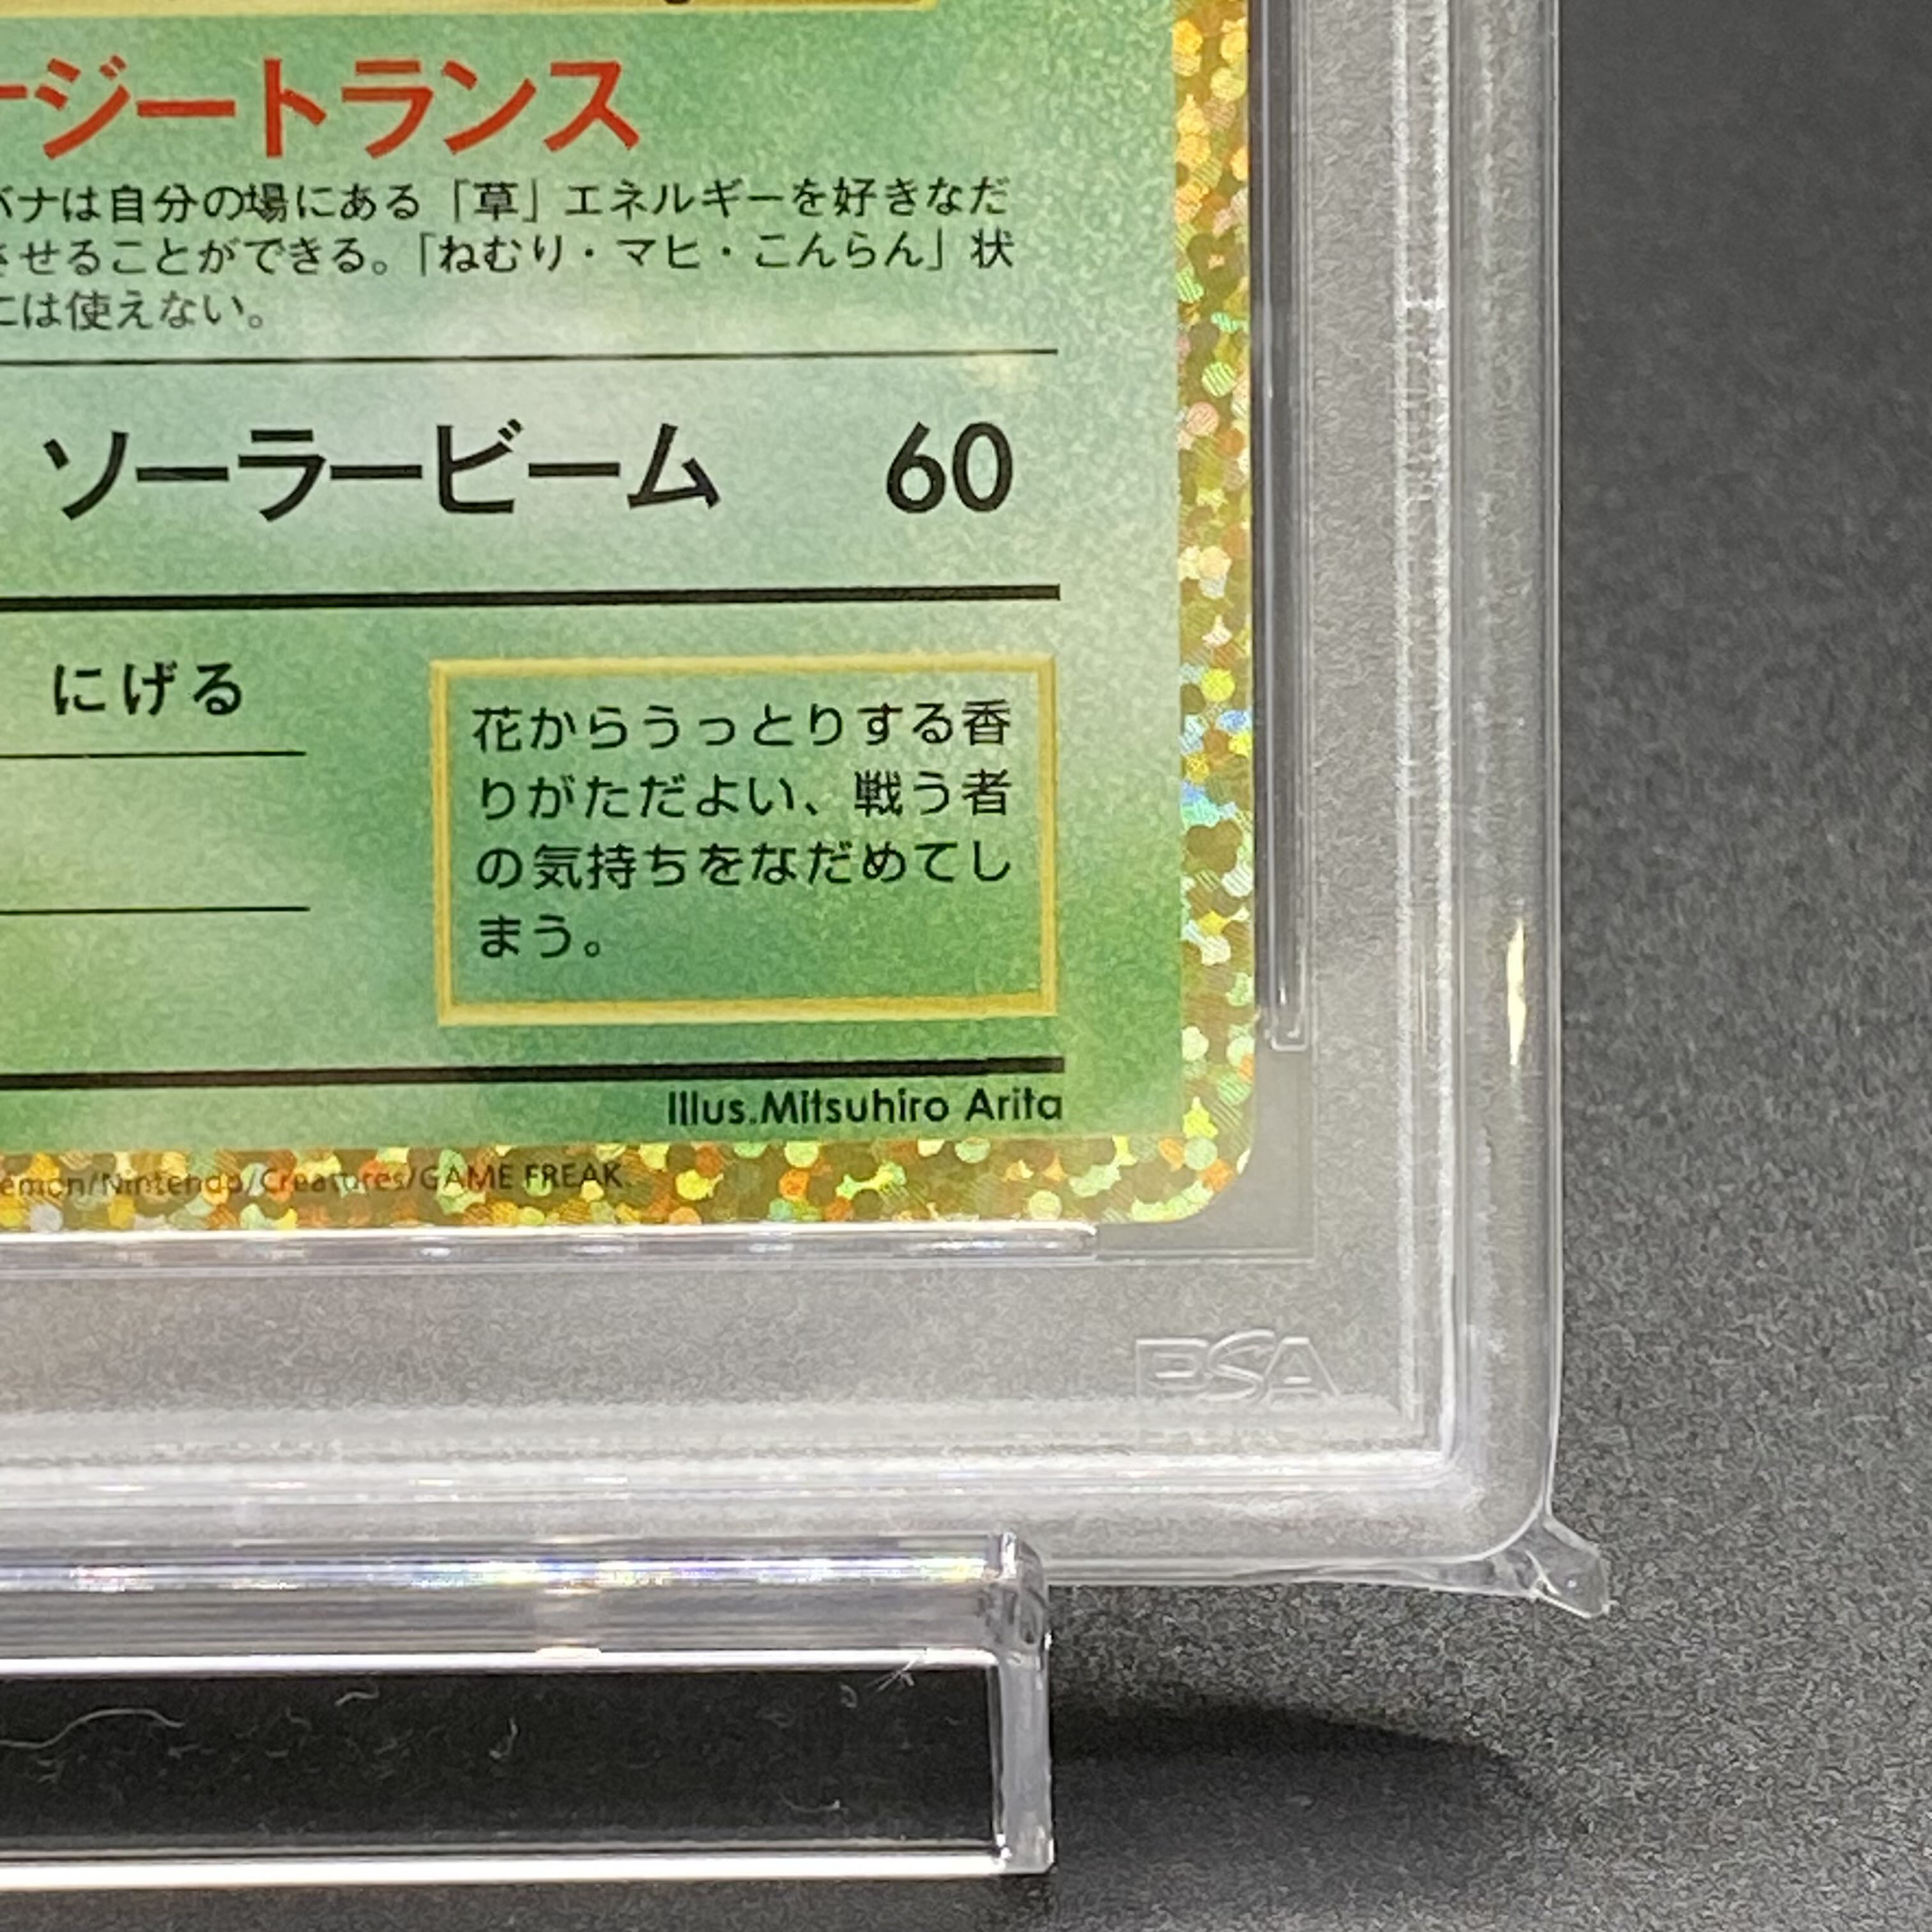 ジートランス
バナは自分の場にある「草」エネルギーを好きなだ
させることができる。「ねむり・マヒ・こんらん」状
には使えない。
ソーラービーム 60
にげる
花からうっとりする香
りがただよい、戦う者
の気持ちをなだめてし
まう。
Illus.Mitsuhiro Arita
émon/Nintendo/Creatures/GAME FREAK.
PSA